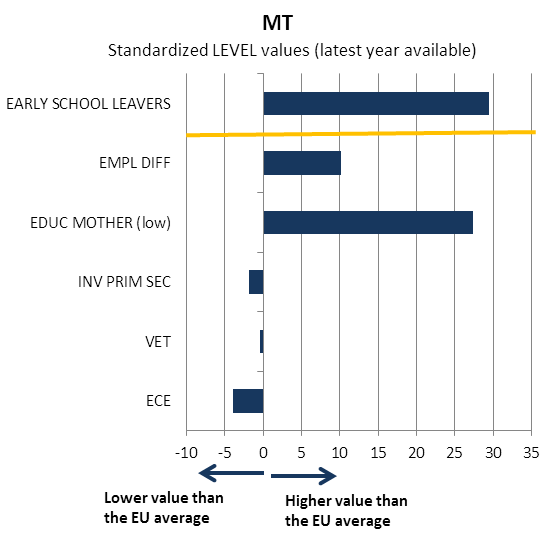 MT
Standardized LEVEL values (latest year available)
EARLY SCHOOL LEAVERS
EMPL DIFF
EDUC MOTHER (low)
INV PRIM SEC
VET
ECE
-10 -5 0 5 10 15 20 25 30 35
Lower value than
the EU average
Higher value than
the EU average